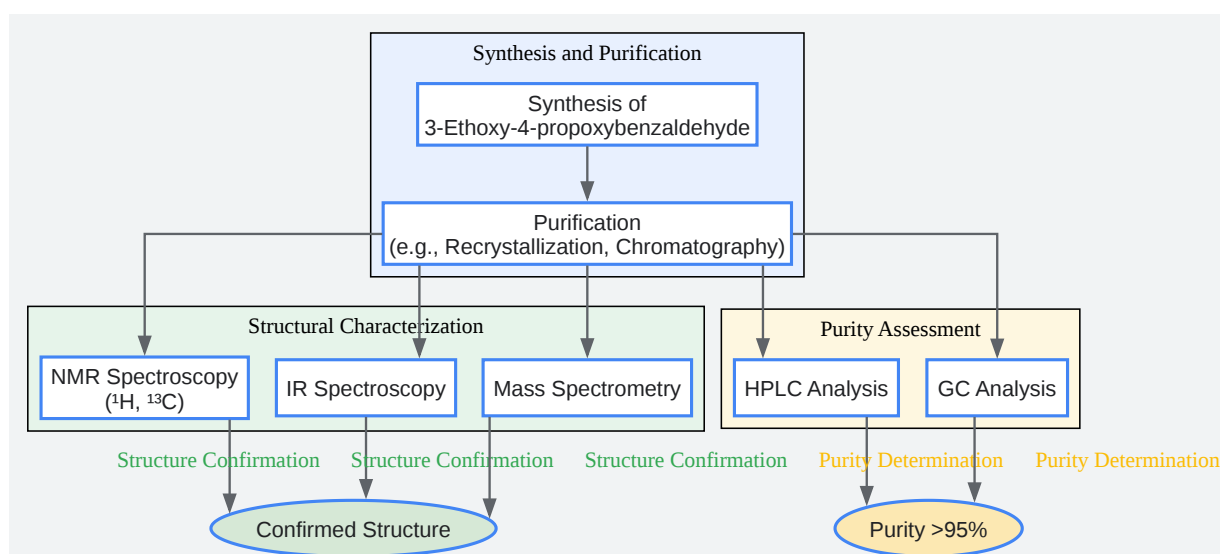 Synthesis and Purification
Synthesis of
3-Ethoxy-4-propoxybenzaldehyde
Purification
(e.g., Recrystallization, Chromatography)
Structural Characterization
Purity Assessment
NMR Spectroscopy
(¹H, ¹³C)
IR Spectroscopy
Mass Spectrometry
HPLC Analysis
GC Analysis
Structure Confirmation
Structure Confirmation
Structure Confirmation
Purity Determination
Purity Determination
Confirmed Structure
Purity >95%